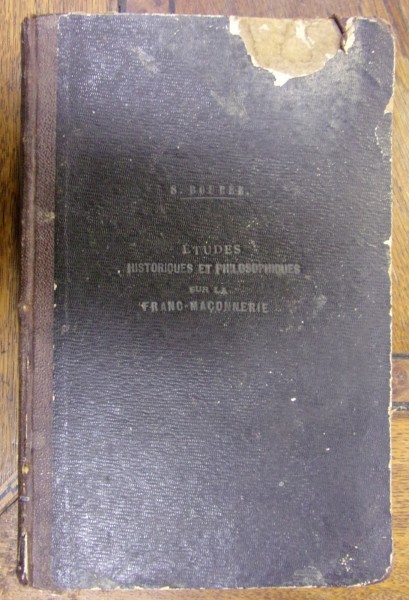 S. BOUBÉE.
ÉTUDES
HISTORIQUES ET PHILOSOPHIQUES
SUR LA
FRANC-MAÇONNERIE